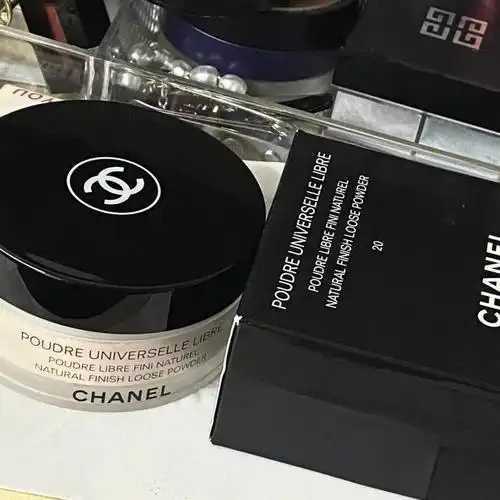 POUDRE UNIVERSELLE LIBRE
POUDRE LIBRE FINI NATUREL
NATURAL FINISH LOOSE POWDER
CHANEL
POUDRE UNIVERSELLE LIBRE
POUDRE LIBRE FINI NATUREL
NATURAL FINISH LOOSE POWDER
20
CHANEL